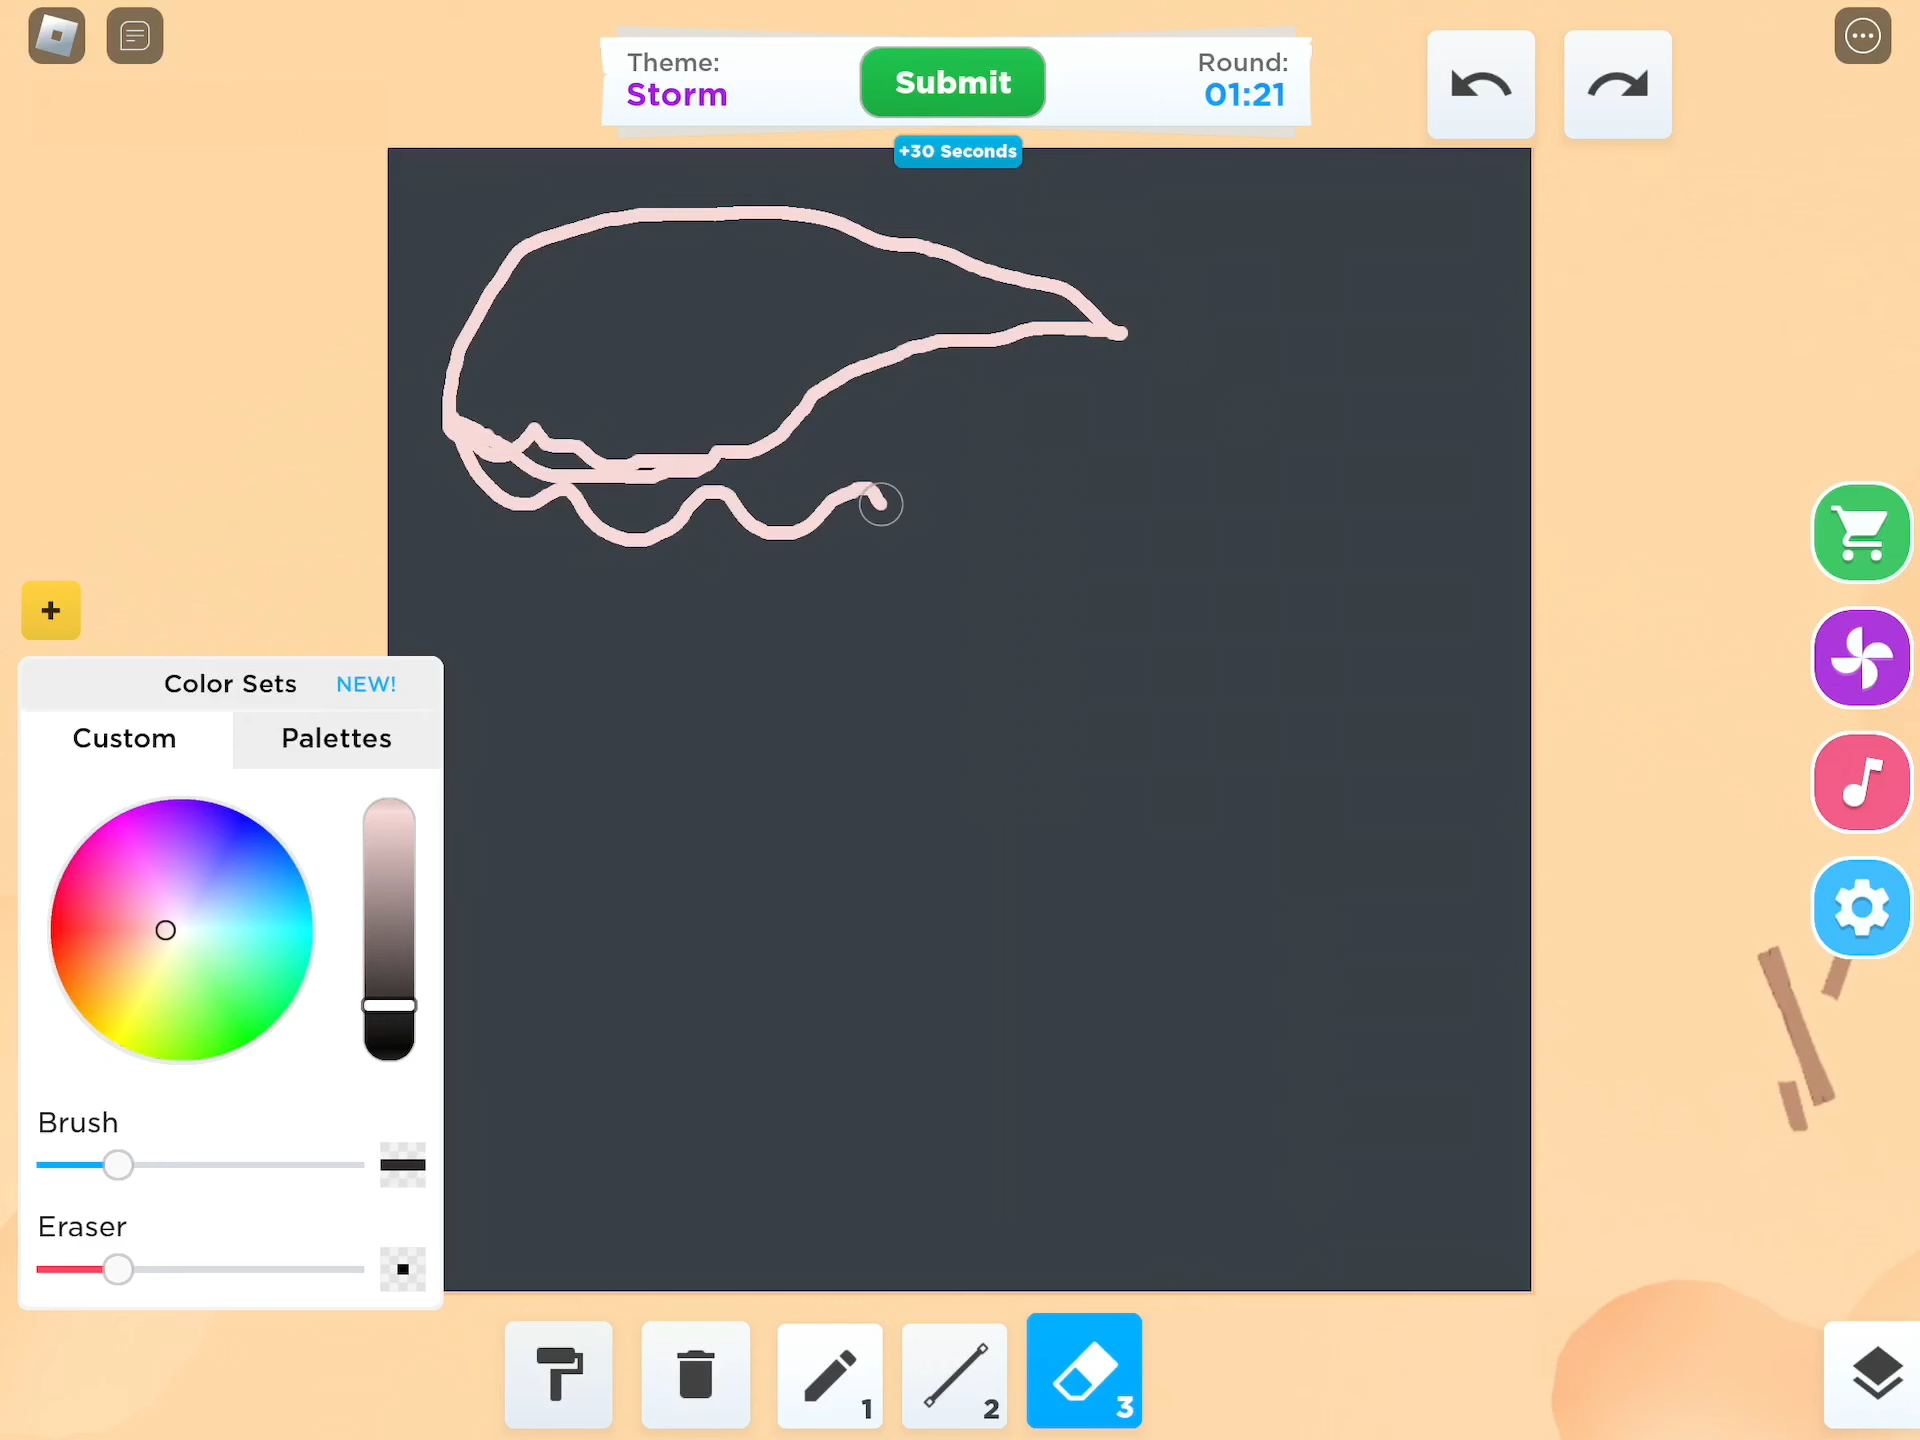 Theme:
Storm
Submit
Round:
01:21
+30 Seconds
+
Color Sets NEW!
Custom Palettes
Brush
Eraser
1
2
3